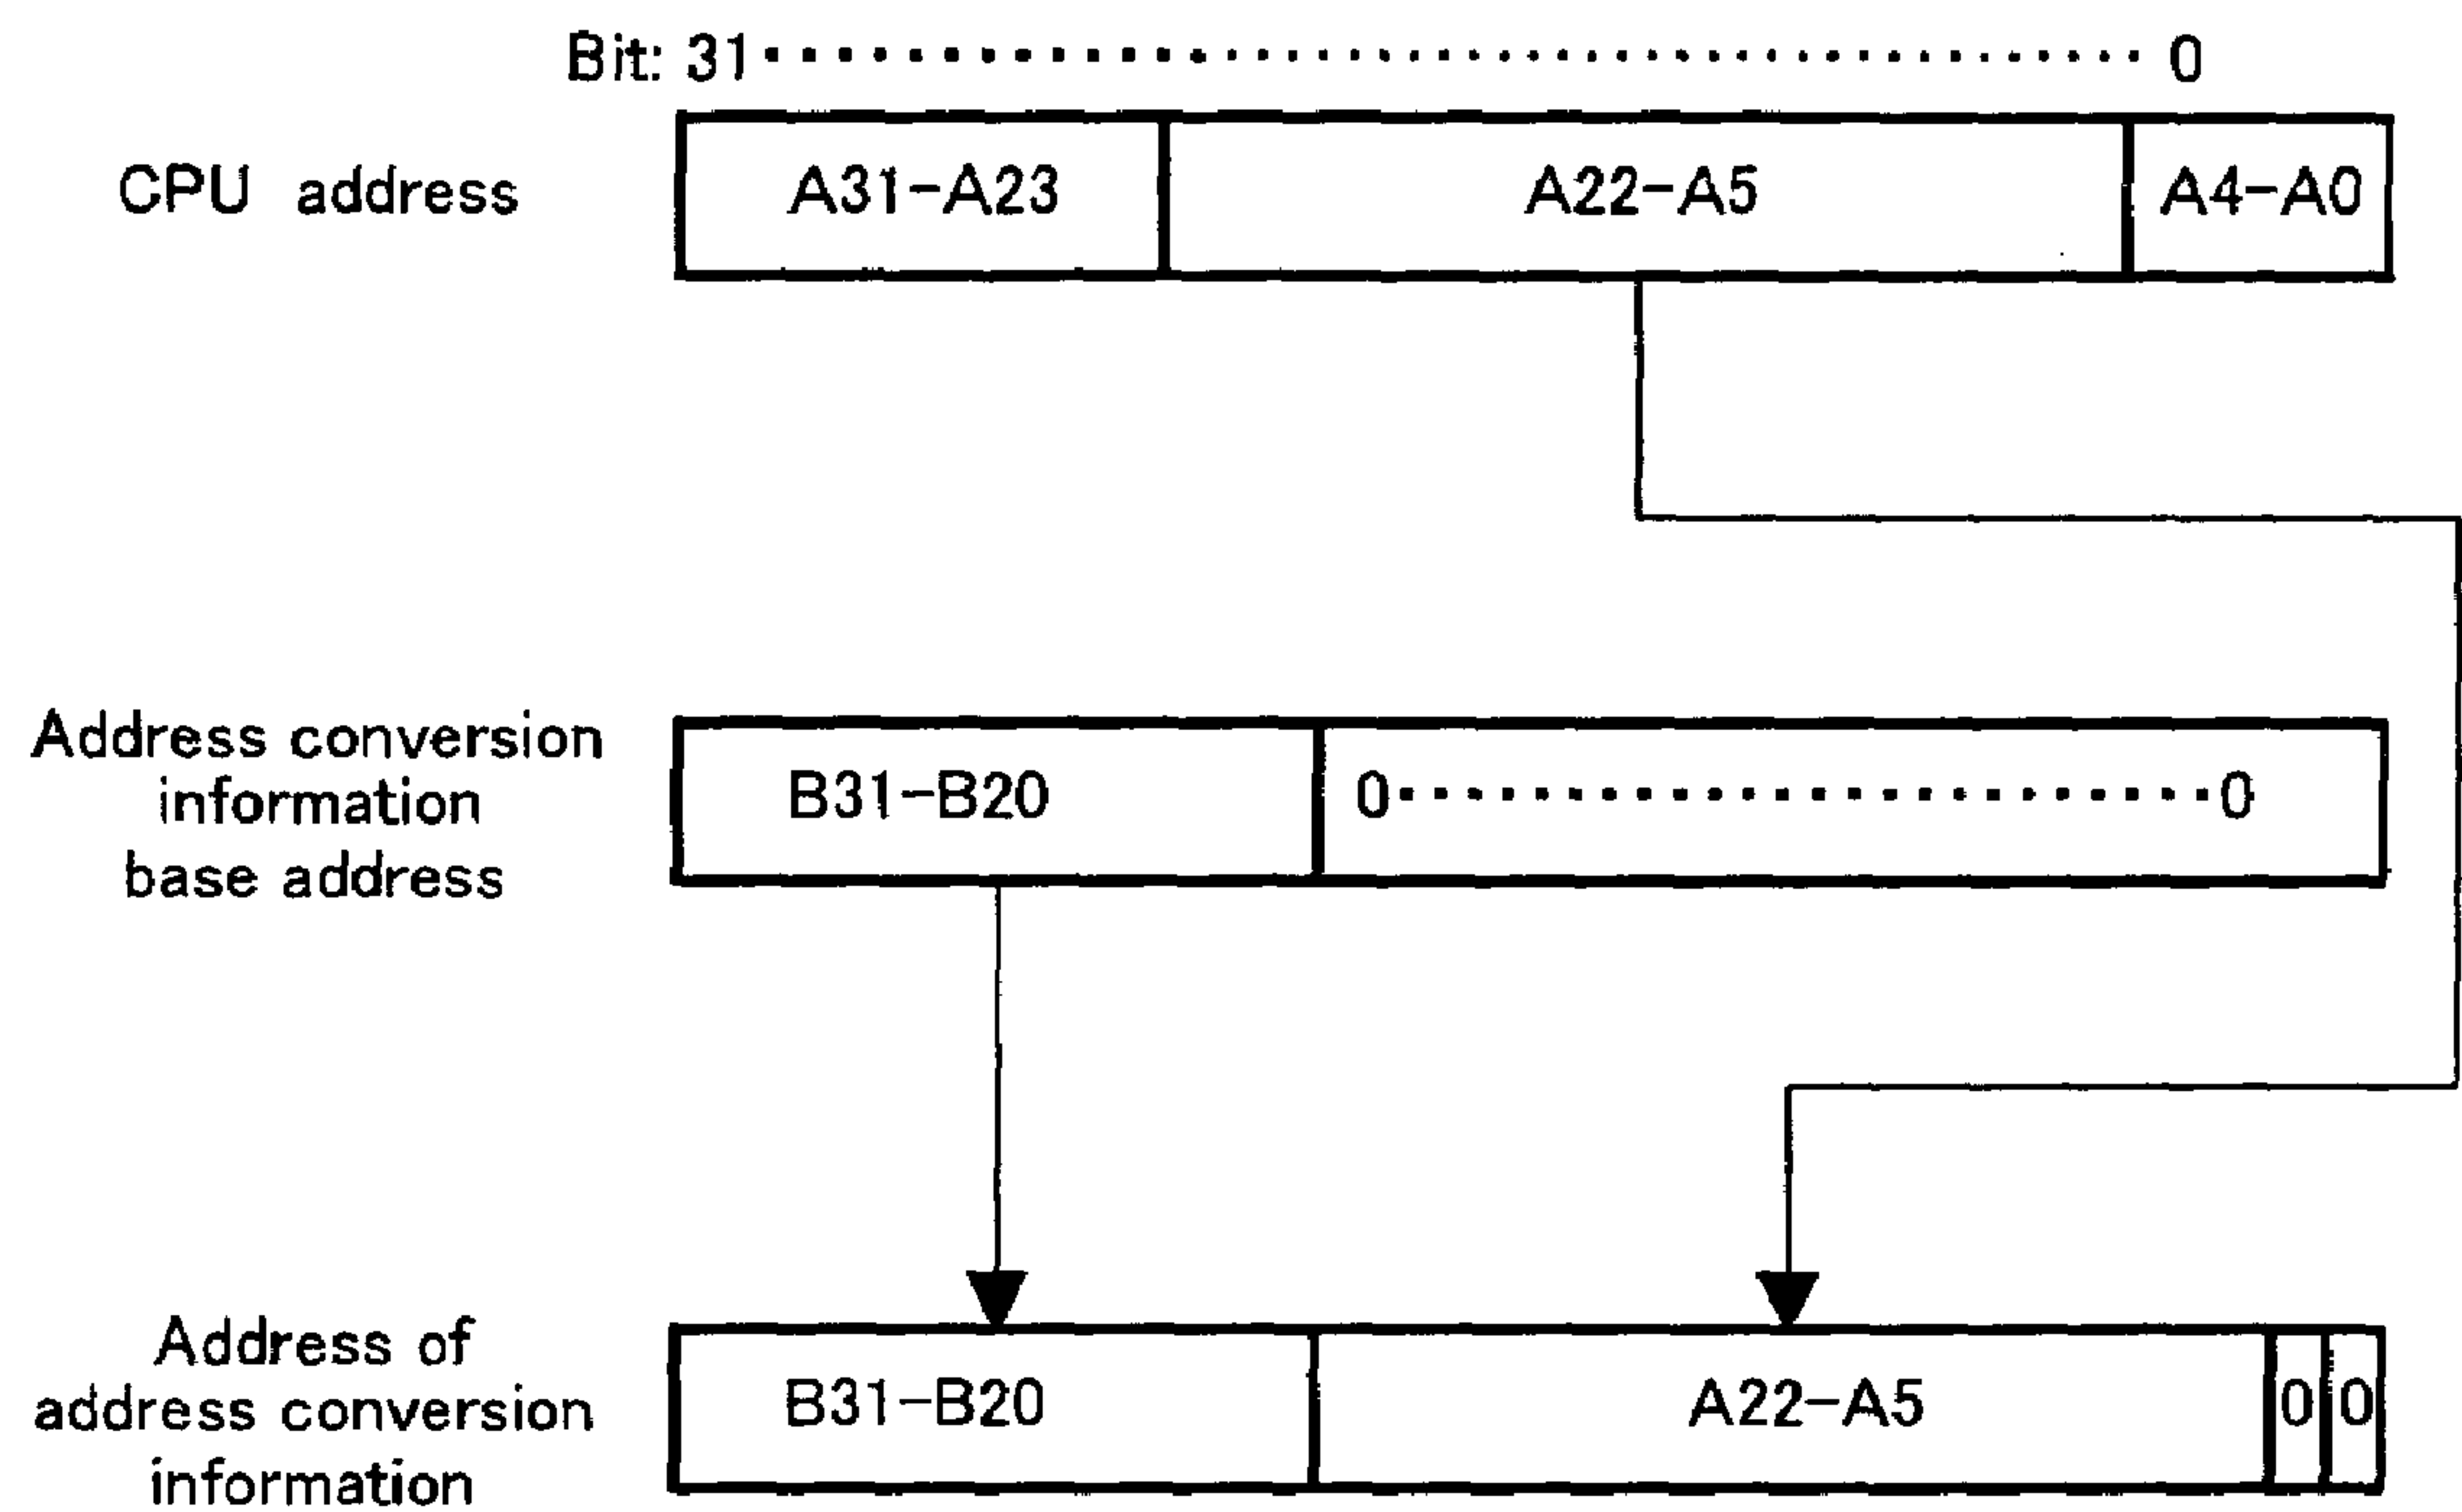 Bit: 31 ........................................ 0
CPU address
A31-A23 A22-A5 A4-A0
Address conversion
information
base address
B31-B20 0........................0
Address of
address conversion
information
B31-B20 A22-A5 0 0